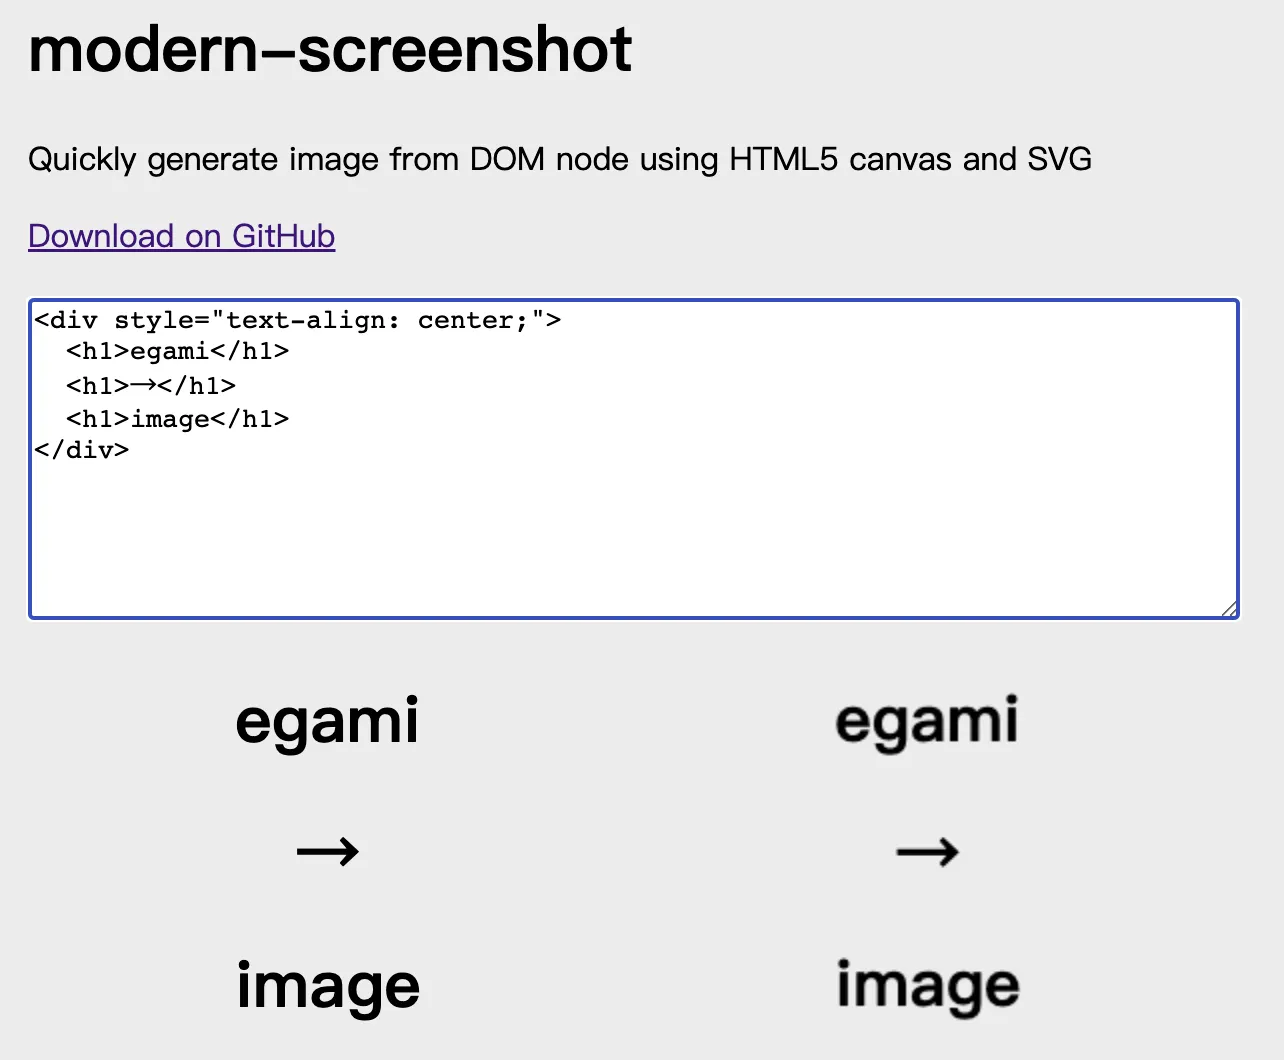 modern-screenshot
Quickly generate image from DOM node using HTML5 canvas and SVG
Download on GitHub
<div style="text-align: center;">
  <h1>egami</h1>
  <h1>→</h1>
  <h1>image</h1>
</div>
egami egami
→ →
image image